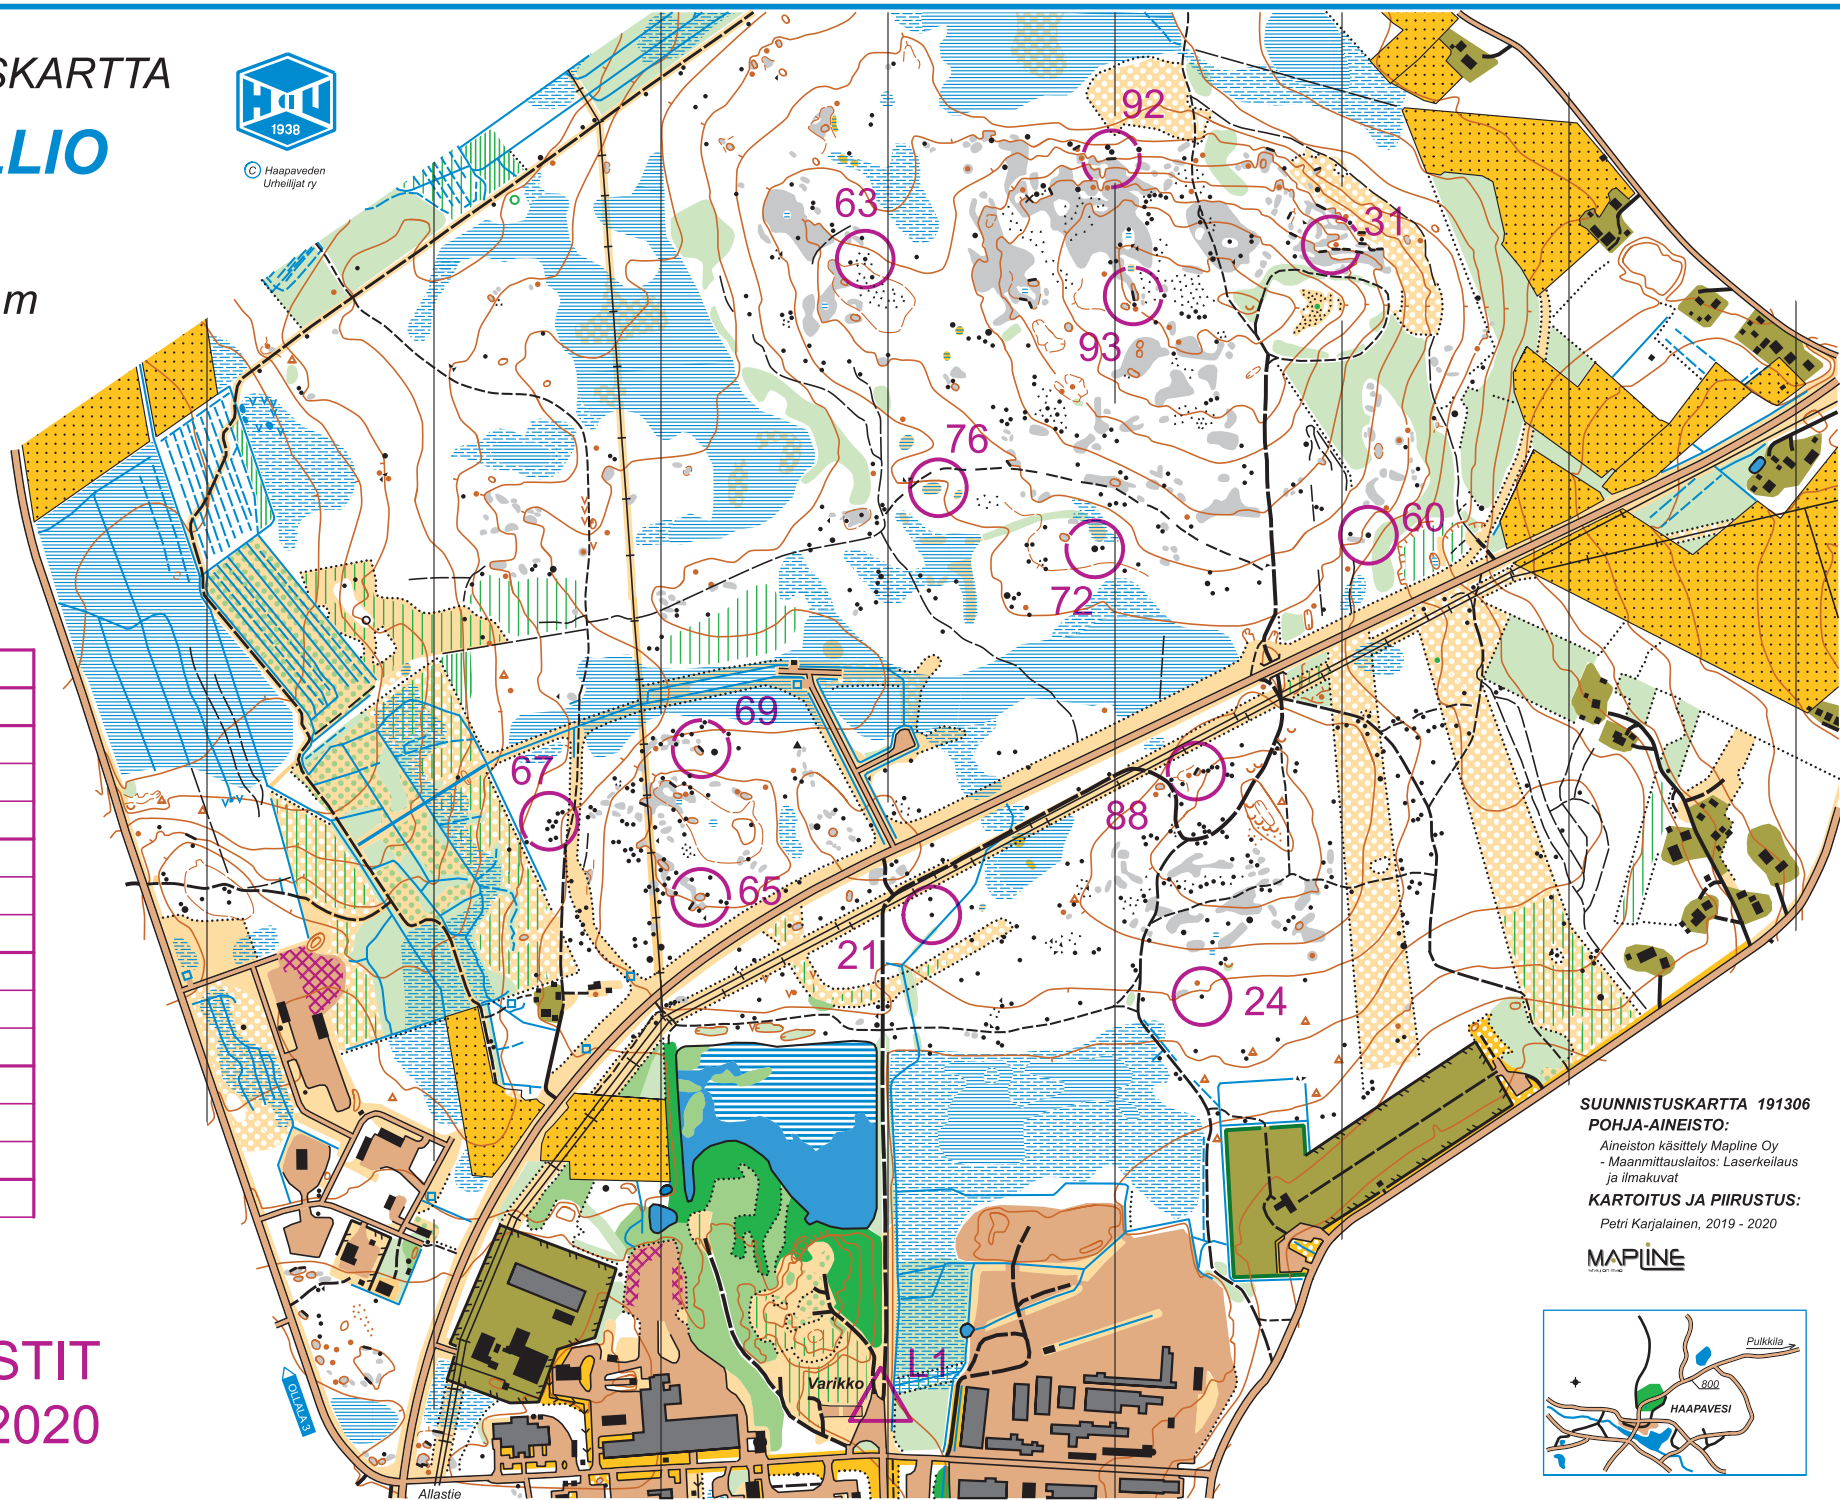 SKARTTA
LLIO
HU
1938
© Haapaveden
Urheilijat ry
m
92
63
31
93
76
60
72
69
67
88
65
21
24
L1
Varikko
STIT
2020
OLLALA 3
Allastie
SUUNNISTUSKARTTA 191306
POHJA-AINEISTO:
Aineiston käsittely Mapline Oy
- Maanmittauslaitos: Laserkeilaus
ja ilmakuvat
KARTOITUS JA PIIRUSTUS:
Petri Karjalainen, 2019 - 2020
MAPLINE
Pulkkila
800
HAAPAVESI